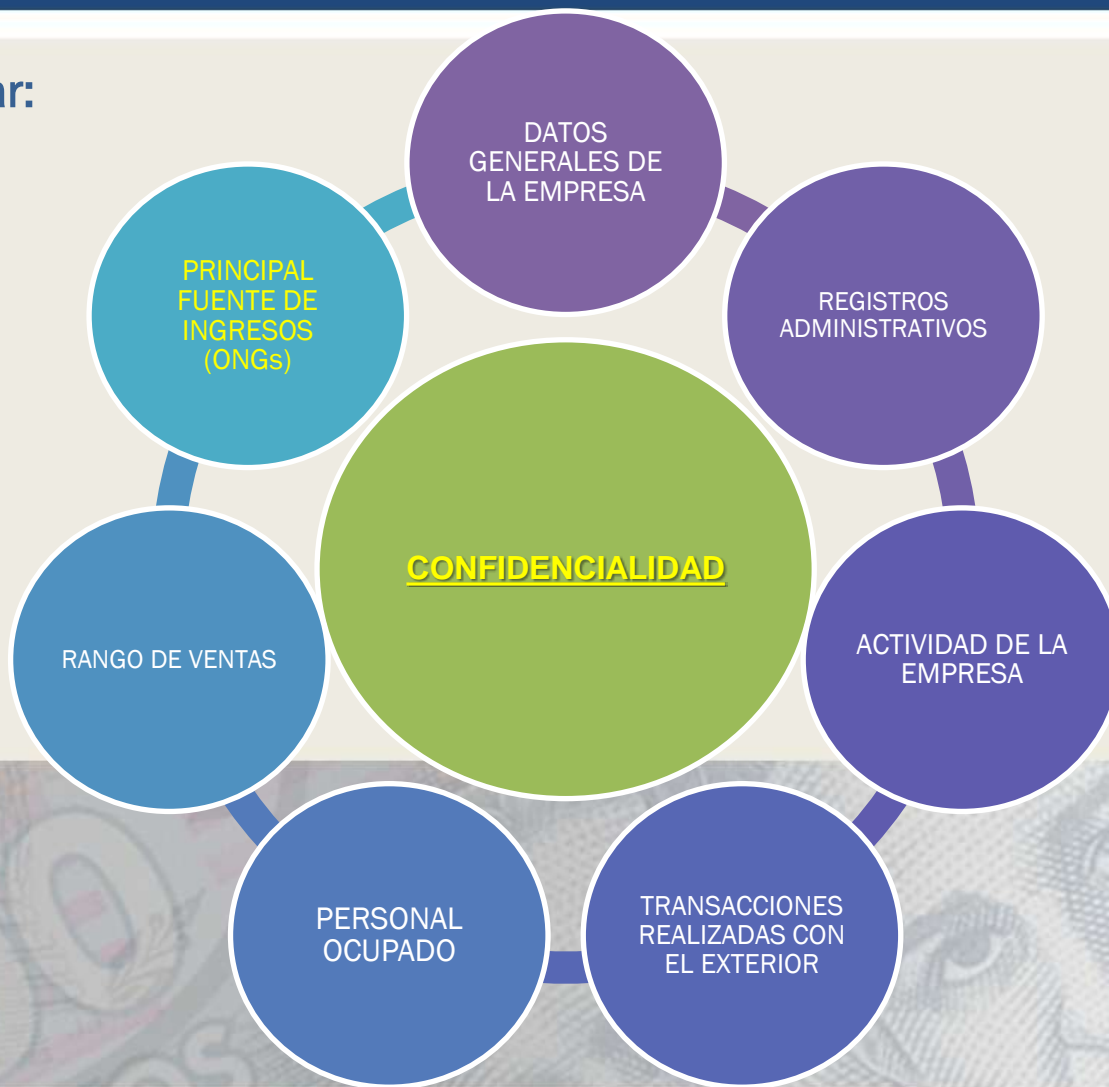 ar:
DATOS
GENERALES DE
LA EMPRESA
REGISTROS
ADMINISTRATIVOS
ACTIVIDAD DE LA
EMPRESA
TRANSACCIONES
REALIZADAS CON
EL EXTERIOR
PERSONAL
OCUPADO
RANGO DE VENTAS
PRINCIPAL
FUENTE DE
INGRESOS
(ONGs)
CONFIDENCIALIDAD